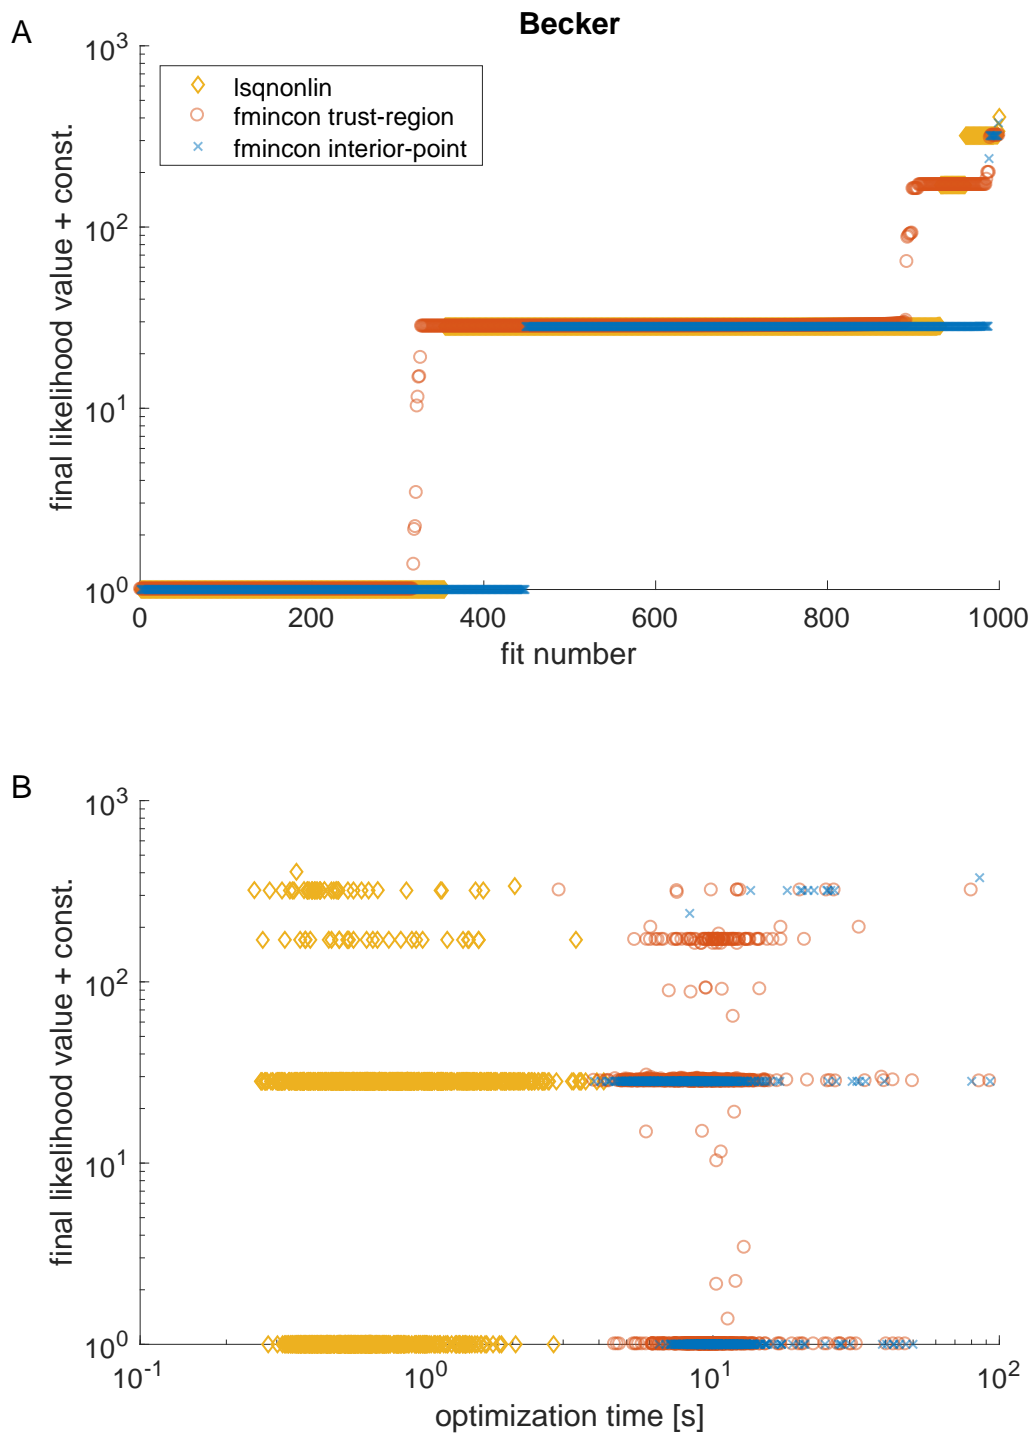 A
Becker
10^3
10^2
10^1
10^0
final likelihood value + const.
lsqnonlin
fmincon trust-region
fmincon interior-point
0 200 400 600 800 1000
fit number
B
10^3
10^2
10^1
10^0
final likelihood value + const.
10^-1 10^0 10^1 10^2
optimization time [s]